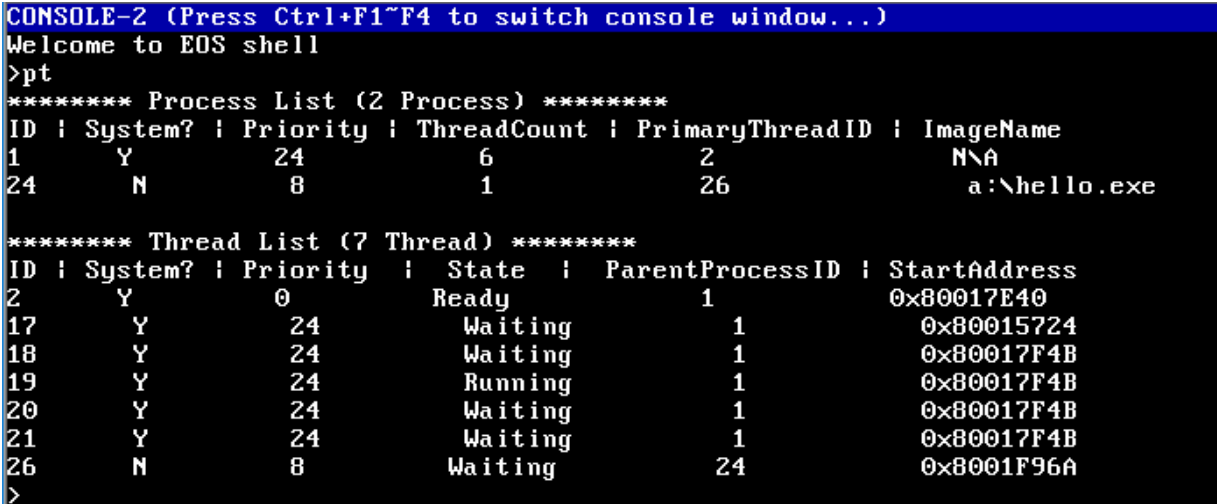 CONSOLE-2 (Press Ctrl+F1~F4 to switch console window...)
Welcome to EOS shell
>pt
******** Process List (2 Process) ********
ID | System? | Priority | ThreadCount | PrimaryThreadID | ImageName
1 Y 24 6 2 N\A
24 N 8 1 26 a:\hello.exe
******** Thread List (7 Thread) ********
ID | System? | Priority | State | ParentProcessID | StartAddress
2 Y 0 Ready 1 0x80017E40
17 Y 24 Waiting 1 0x80015724
18 Y 24 Waiting 1 0x80017F4B
19 Y 24 Running 1 0x80017F4B
20 Y 24 Waiting 1 0x80017F4B
21 Y 24 Waiting 1 0x80017F4B
26 N 8 Waiting 24 0x8001F96A
>